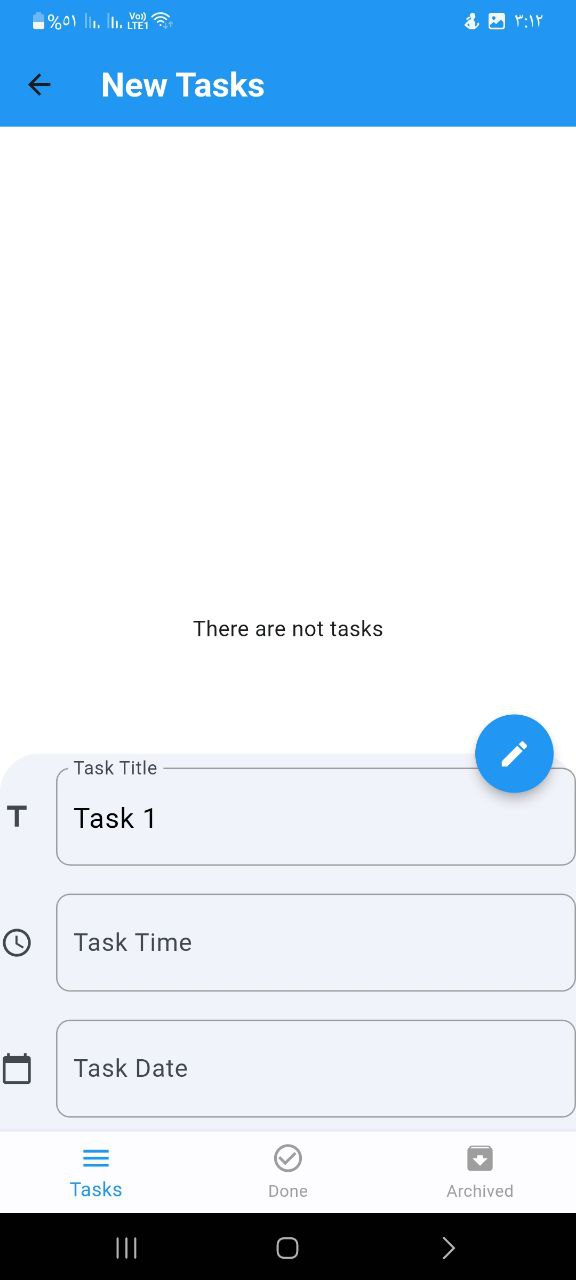 %٥١ Vo)) LTE1 ٣:١٢
New Tasks
There are not tasks
Task Title
Task 1
Task Time
Task Date
Tasks Done Archived